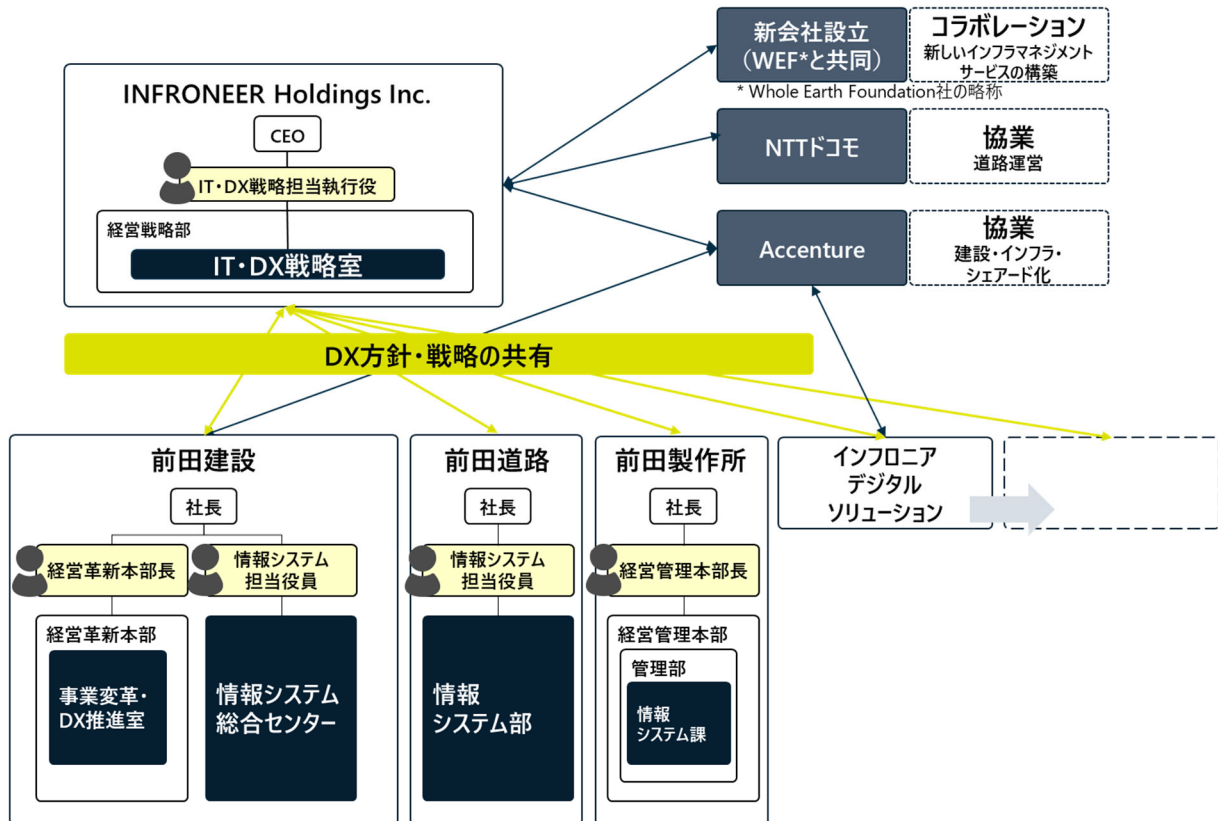 INFRONEER Holdings Inc.
CEO
IT・DX戦略担当執行役
経営戦略部
IT・DX戦略室
新会社設立
（WEF*と共同）
コラボレーション
新しいインフラマネジメント
サービスの構築
* Whole Earth Foundation社の略称
NTTドコモ
協業
道路運営
Accenture
協業
建設・インフラ・
シェアード化
DX方針・戦略の共有
前田建設
社長
経営革新本部長
情報システム
担当役員
経営革新本部
事業変革・
DX推進室
情報システム
総合センター
前田道路
社長
情報システム
担当役員
情報
システム部
前田製作所
社長
経営管理本部長
経営管理本部
管理部
情報
システム課
インフロニア
デジタル
ソリューション